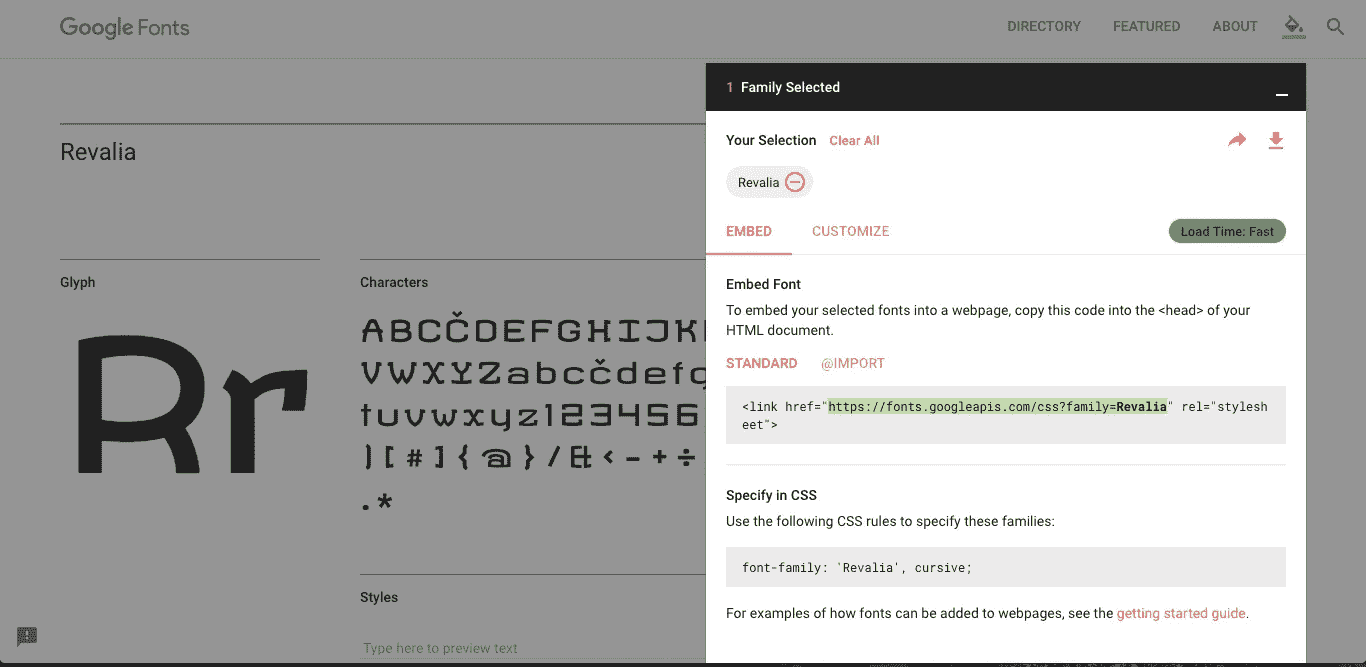 Google Fonts
DIRECTORY
FEATURED
ABOUT
Revalia
Glyph
Rr
Characters
ABCČDEFGHIJK
VWXYZabcčdefg
tuvwxyz123456
)[#]{@}/&<-+÷
.*
Styles
Type here to preview text
1 Family Selected
Your Selection Clear All
Revalia
EMBED
CUSTOMIZE
Load Time: Fast
Embed Font
To embed your selected fonts into a webpage, copy this code into the <head> of your
HTML document.
STANDARD
@IMPORT
<link href="https://fonts.googleapis.com/css?family=Revalia" rel="stylesh
eet">
Specify in CSS
Use the following CSS rules to specify these families:
font-family: 'Revalia', cursive;
For examples of how fonts can be added to webpages, see the getting started guide.